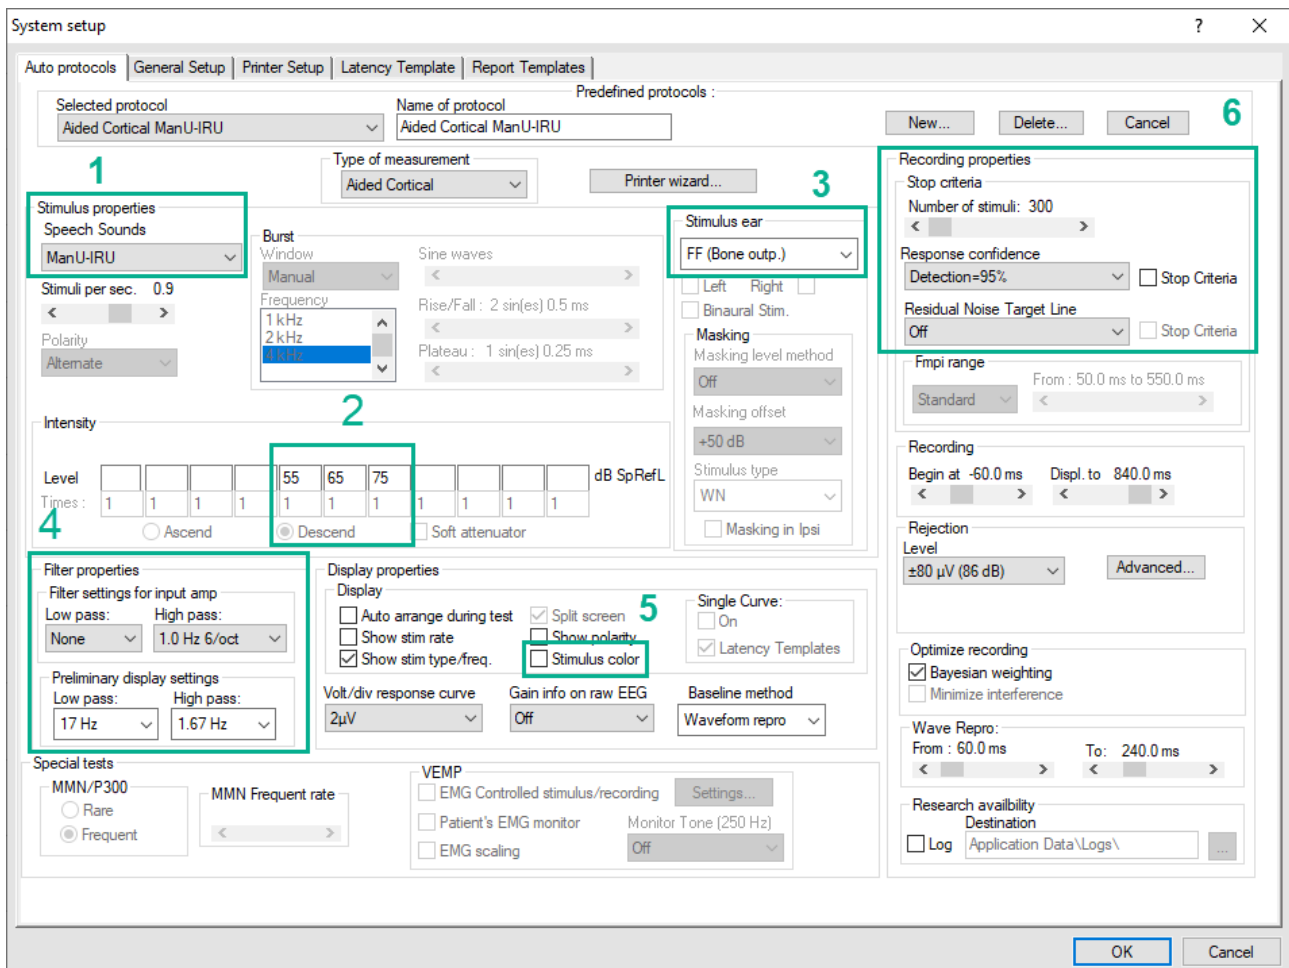 System setup
?
Auto protocols
General Setup
Printer Setup
Latency Template
Report Templates
Predefined protocols :
Selected protocol
Aided Cortical ManU-IRU
Name of protocol
Aided Cortical ManU-IRU
New...
Delete...
Cancel
6
1
Type of measurement
Aided Cortical
Printer wizard...
3
Stimulus properties
Speech Sounds
ManU-IRU
Stimuli per sec. 0.9
Polarity
Alternate
Burst
Window
Manual
Frequency
1 kHz
2 kHz
4 kHz
Sine waves
Rise/Fall : 2 sin(es) 0.5 ms
Plateau : 1 sin(es) 0.25 ms
2
Intensity
Level 55 65 75 dB SpRefL
Times : 1 1 1 1 1 1 1 1 1 1 1
Ascend
Descend
Soft attenuator
Stimulus ear
FF (Bone outp.)
Left Right
Binaural Stim.
Masking
Masking level method
Off
Masking offset
+50 dB
Stimulus type
WN
Masking in Ipsi
4
Filter properties
Filter settings for input amp
Low pass: High pass:
None 1.0 Hz 6/oct
Preliminary display settings
Low pass: High pass:
17 Hz 1.67 Hz
Display properties
Display
5
Auto arrange during test
Show stim rate
Show stim type/freq.
Split screen
Show polarity
Stimulus color
Single Curve:
On
Latency Templates
Volt/div response curve
2µV
Gain info on raw EEG
Off
Baseline method
Waveform repro
Special tests
MMN/P300
Rare
Frequent
MMN Frequent rate
VEMP
EMG Controlled stimulus/recording
Settings...
Patient's EMG monitor
EMG scaling
Monitor Tone (250 Hz)
Off
Recording properties
Stop criteria
Number of stimuli: 300
Response confidence
Detection=95%
Stop Criteria
Residual Noise Target Line
Off
Stop Criteria
Fmpi range
Standard
From : 50.0 ms to 550.0 ms
Recording
Begin at -60.0 ms Displ. to 840.0 ms
Rejection
Level
±80 µV (86 dB)
Advanced...
Optimize recording
Bayesian weighting
Minimize interference
Wave Repro:
From : 60.0 ms To: 240.0 ms
Research availbility
Destination
Log
Application Data\Logs\
...
OK
Cancel